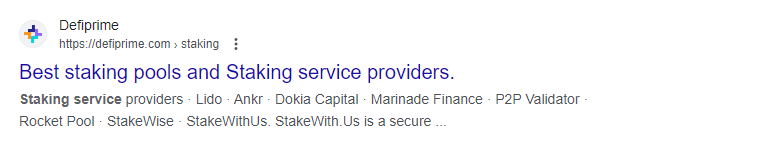 Defiprime
https://defiprime.com › staking
Best staking pools and Staking service providers.
Staking service providers · Lido · Ankr · Dokia Capital · Marinade Finance · P2P Validator ·
Rocket Pool · StakeWise · StakeWithUs. StakeWith.Us is a secure ...